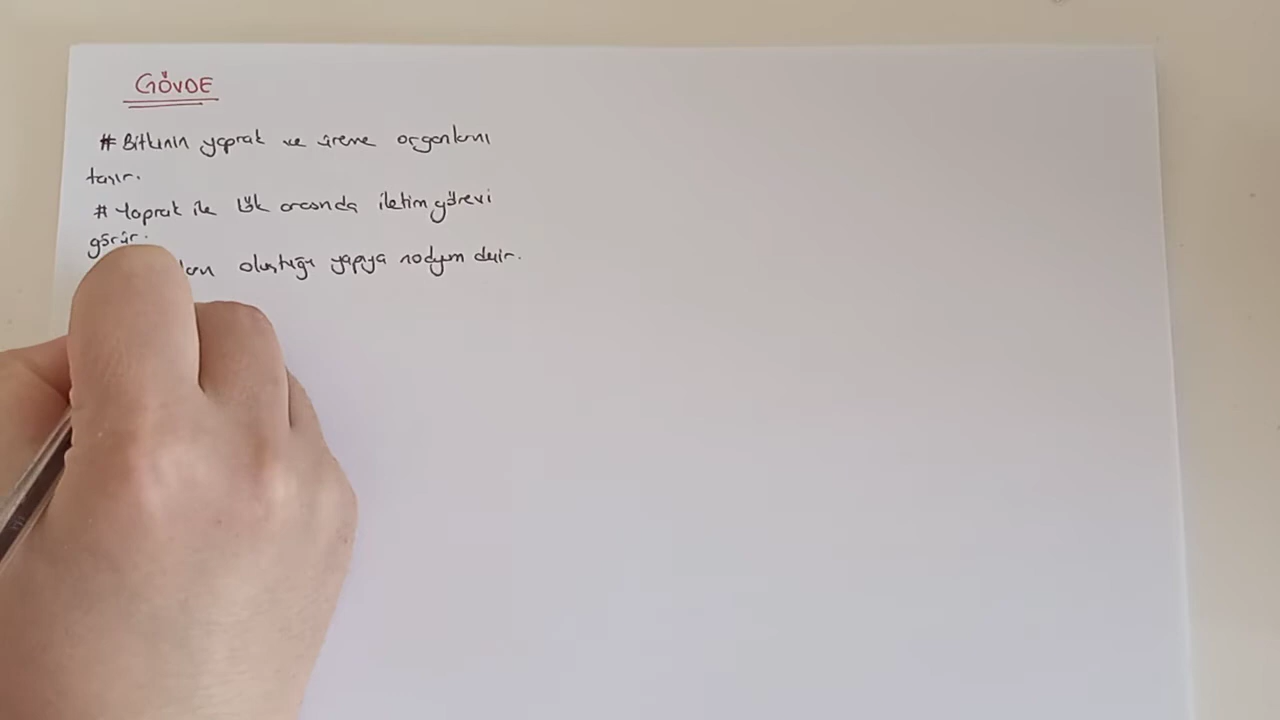 GÖVDE
# Bitkinin yaprak ve üreme organlarını
taşır.
# Yaprak ile kök arasında iletim görevi
görür.
oluştuğu yapıya nodyum denir.